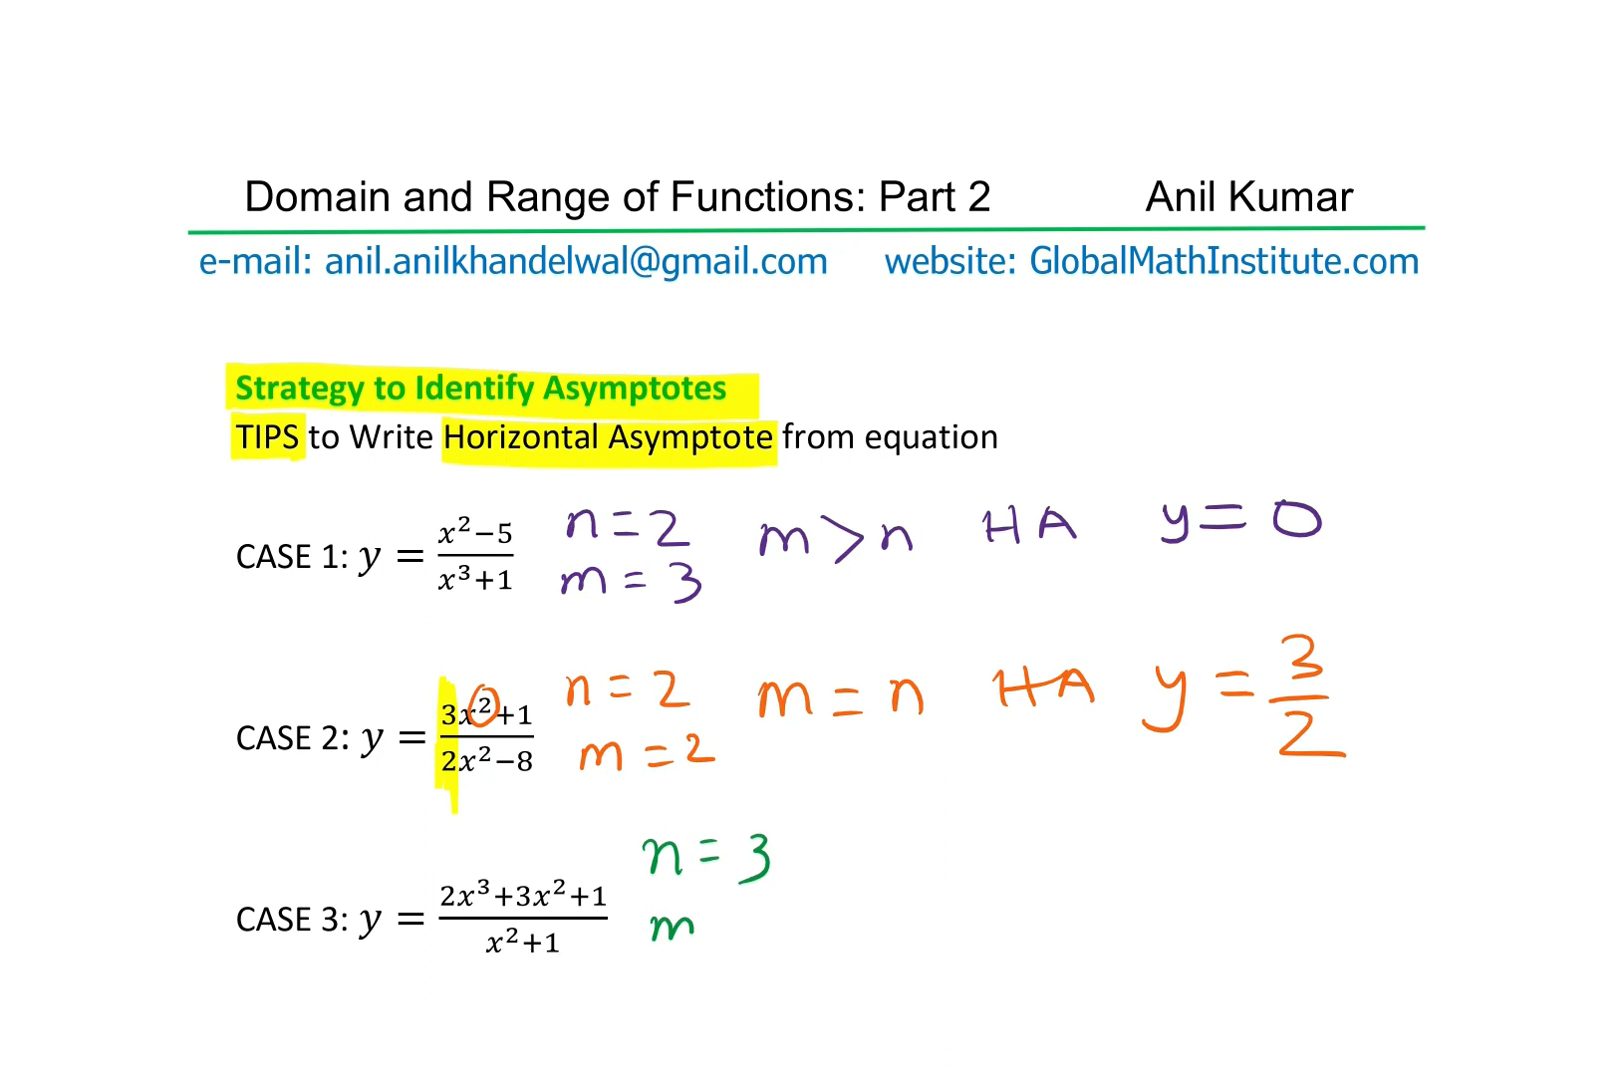 Domain and Range of Functions: Part 2 Anil Kumar
e-mail: anil.anilkhandelwal@gmail.com website: GlobalMathInstitute.com
Strategy to Identify Asymptotes
TIPS to Write Horizontal Asymptote from equation
CASE 1: y = (x²−5)/(x³+1) n = 2 m = 3 m > n HA y = 0
CASE 2: y = (3x²+1)/(2x²−8) n = 2 m = 2 m = n HA y = 3/2
CASE 3: y = (2x³+3x²+1)/(x²+1) n = 3 m